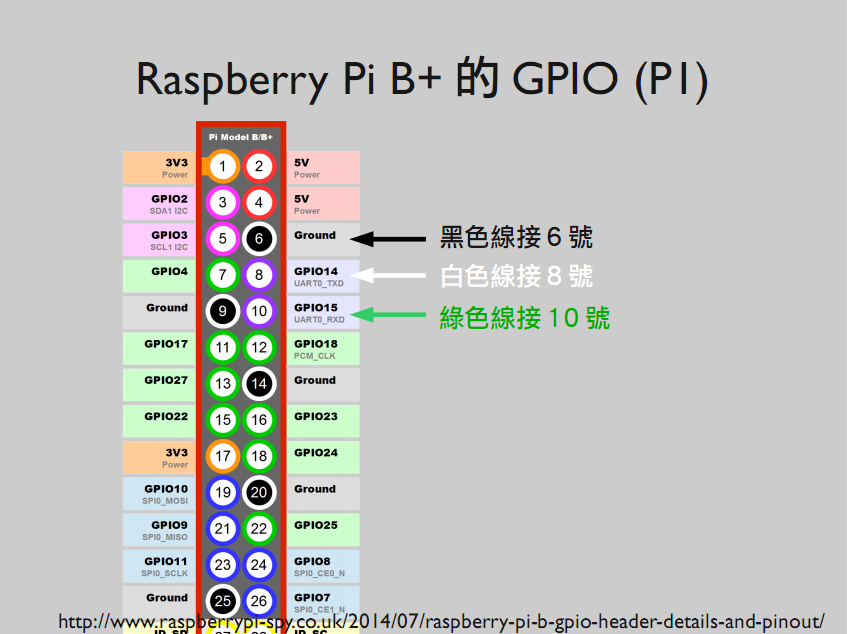 Raspberry Pi B+ 的 GPIO (P1)
Pi Model B/B+
3V3 1 2 5V
Power Power
GPIO2 3 4 5V
SDA1 I2C Power
GPIO3 5 6 Ground 黑色線接 6 號
SCL1 I2C
GPIO4 7 8 GPIO14 白色線接 8 號
UART0_TXD
Ground 9 10 GPIO15 綠色線接 10 號
UART0_RXD
GPIO17 11 12 GPIO18
PCM_CLK
GPIO27 13 14 Ground
GPIO22 15 16 GPIO23
3V3 17 18 GPIO24
Power
GPIO10 19 20 Ground
SPI0_MOSI
GPIO9 21 22 GPIO25
SPI0_MISO
GPIO11 23 24 GPIO8
SPI0_SCLK SPI0_CE0_N
Ground 25 26 GPIO7
SPI0_CE1_N
http://www.raspberrypi-spy.co.uk/2014/07/raspberry-pi-b-gpio-header-details-and-pinout/